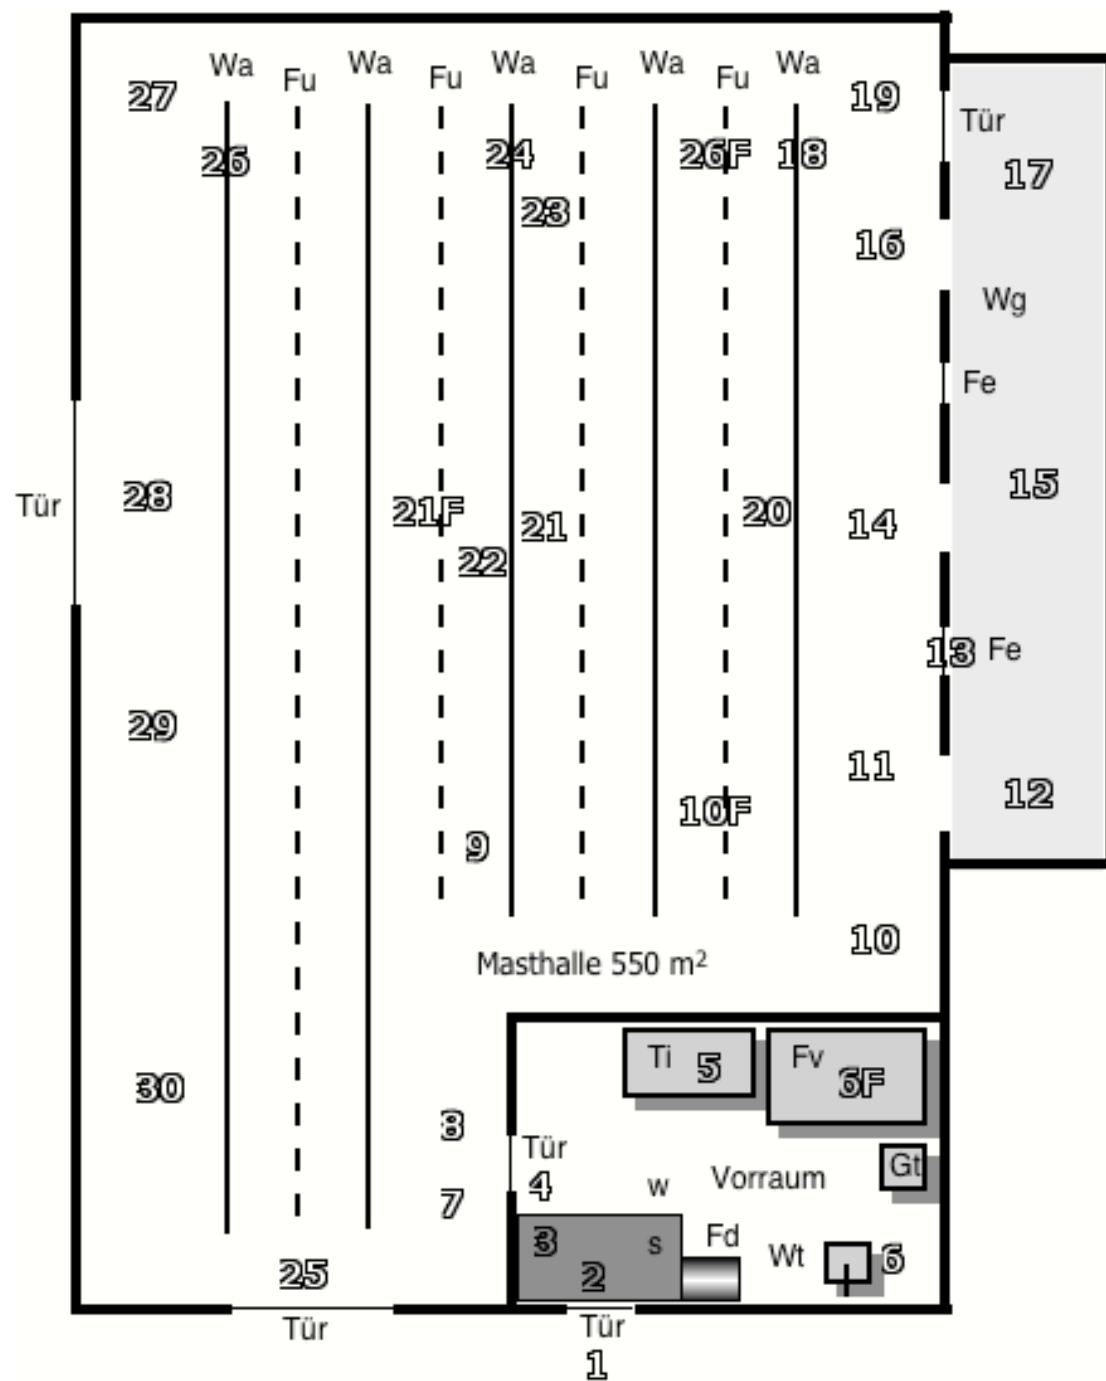 Wa Fu Wa Fu Wa Fu Wa Fu Wa
27 19
Tür
26 24 26F 18
17
23
16
Wg
Fe
28 21F 21 20 14 15
Tür
22
13 Fe
29
11
10F 12
9
10
Masthalle 550 m²
Ti 5 Fv 6F
30
8
Tür Gt
4 w Vorraum
7
3 s Fd
Wt 6
25 2
Tür Tür
1